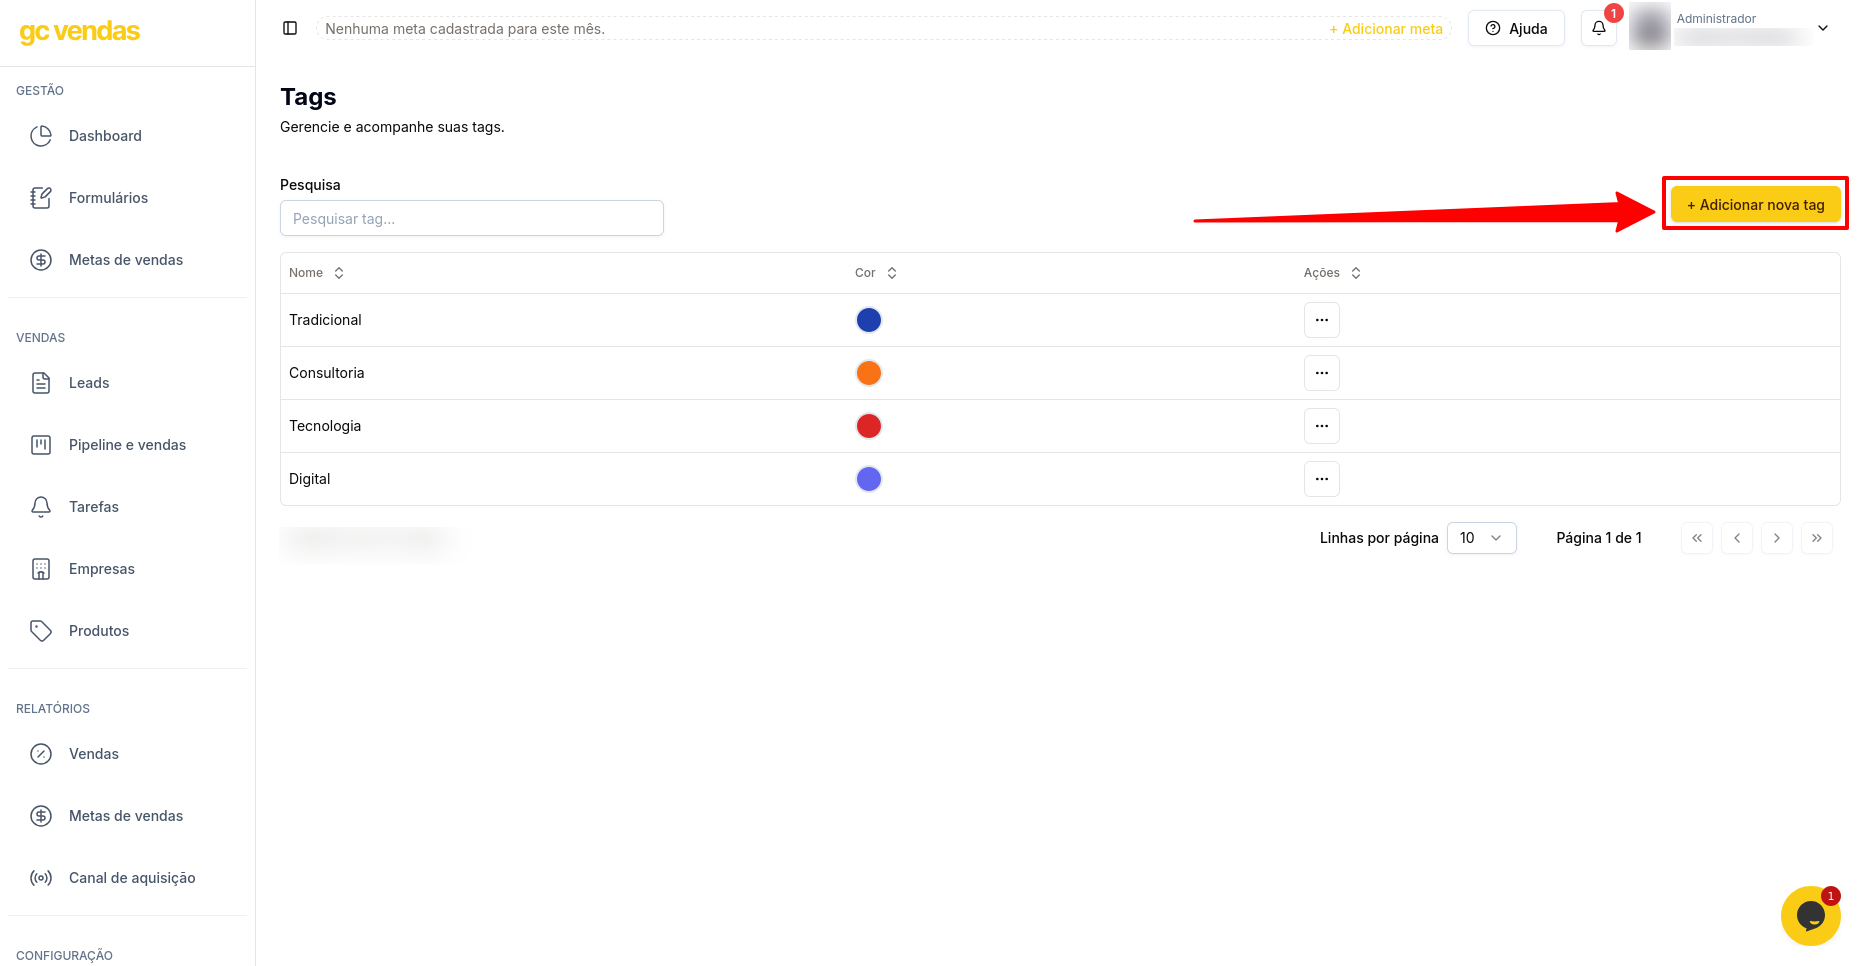 gc vendas
GESTÃO
Dashboard
Formulários
Metas de vendas
VENDAS
Leads
Pipeline e vendas
Tarefas
Empresas
Produtos
RELATÓRIOS
Vendas
Metas de vendas
Canal de aquisição
CONFIGURAÇÃO
Nenhuma meta cadastrada para este mês.
+ Adicionar meta
Ajuda
1
Administrador
Tags
Gerencie e acompanhe suas tags.
Pesquisa
Pesquisar tag...
+ Adicionar nova tag
Nome Cor Ações
Tradicional
Consultoria
Tecnologia
Digital
Linhas por página 10 Página 1 de 1
1